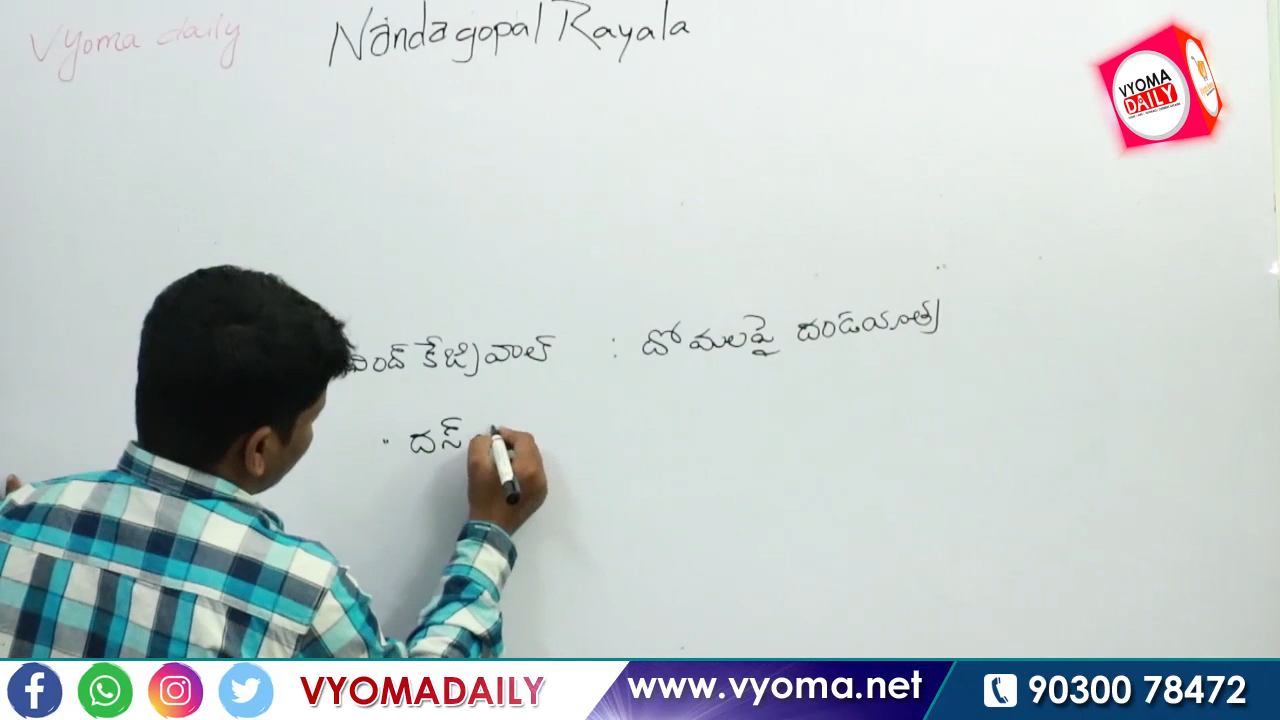 Vyoma daily
Nandagopal Rayala
VYOMA
DAILY
వింద్ కేజ్రివాల్ : దోమలపై దండయాత్ర
" దస్
VYOMADAILY
www.vyoma.net
90300 78472